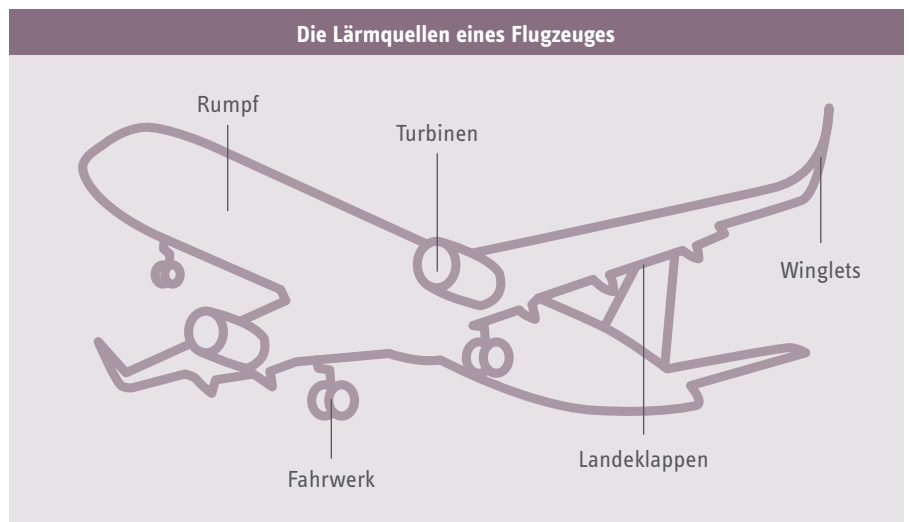 Die Lärmquellen eines Flugzeuges
Rumpf
Turbinen
Winglets
Landeklappen
Fahrwerk